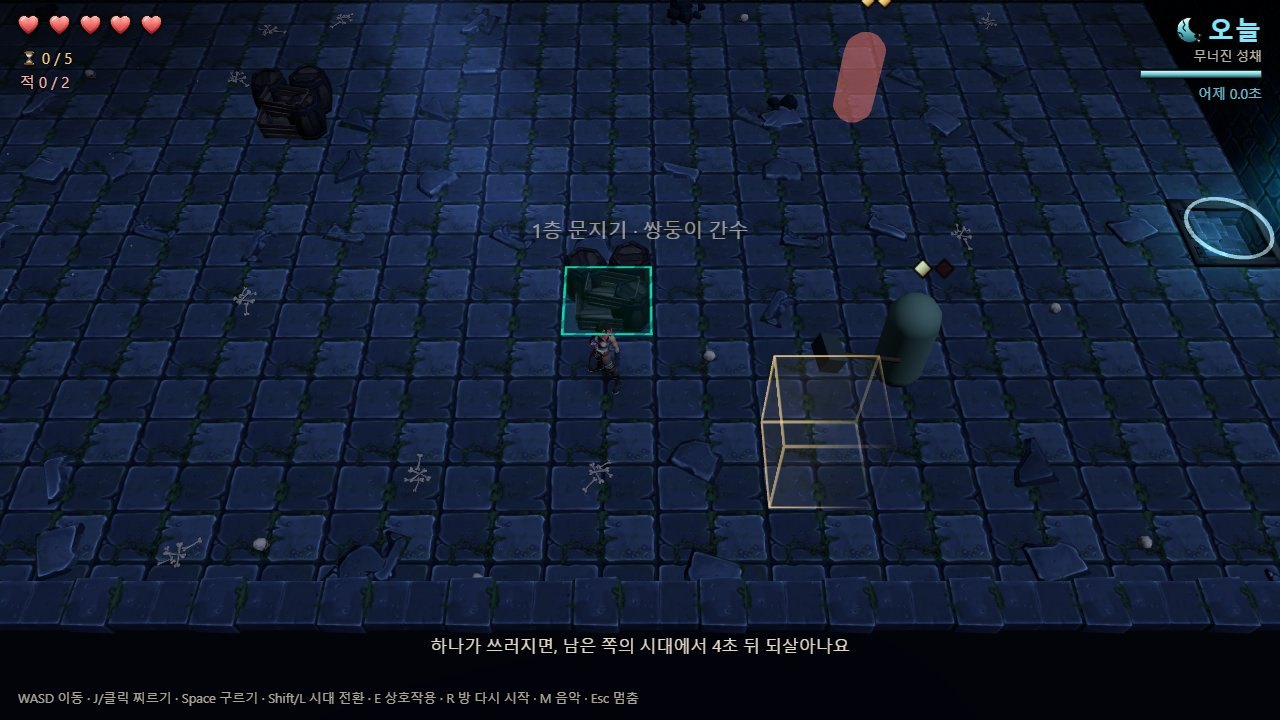 0 / 5
적 0 / 2
오늘
무너진 성채
어제 0.0초
1층 문지기 · 쌍둥이 간수
하나가 쓰러지면, 남은 쪽의 시대에서 4초 뒤 되살아나요
WASD 이동 · J/클릭 찌르기 · Space 구르기 · Shift/L 시대 전환 · E 상호작용 · R 방 다시 시작 · M 음악 · Esc 멈춤